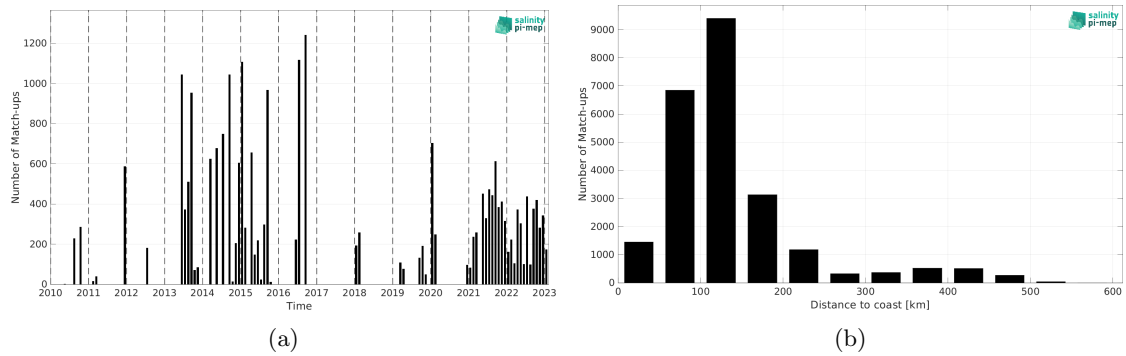 salinity
pi-mep
Number of Match-ups
1200
1000
800
600
400
200
0
2010 2011 2012 2013 2014 2015 2016 2017 2018 2019 2020 2021 2022 2023
Time
(a)
salinity
pi-mep
Number of Match-ups
9000
8000
7000
6000
5000
4000
3000
2000
1000
0
0 100 200 300 400 500 600
Distance to coast [km]
(b)